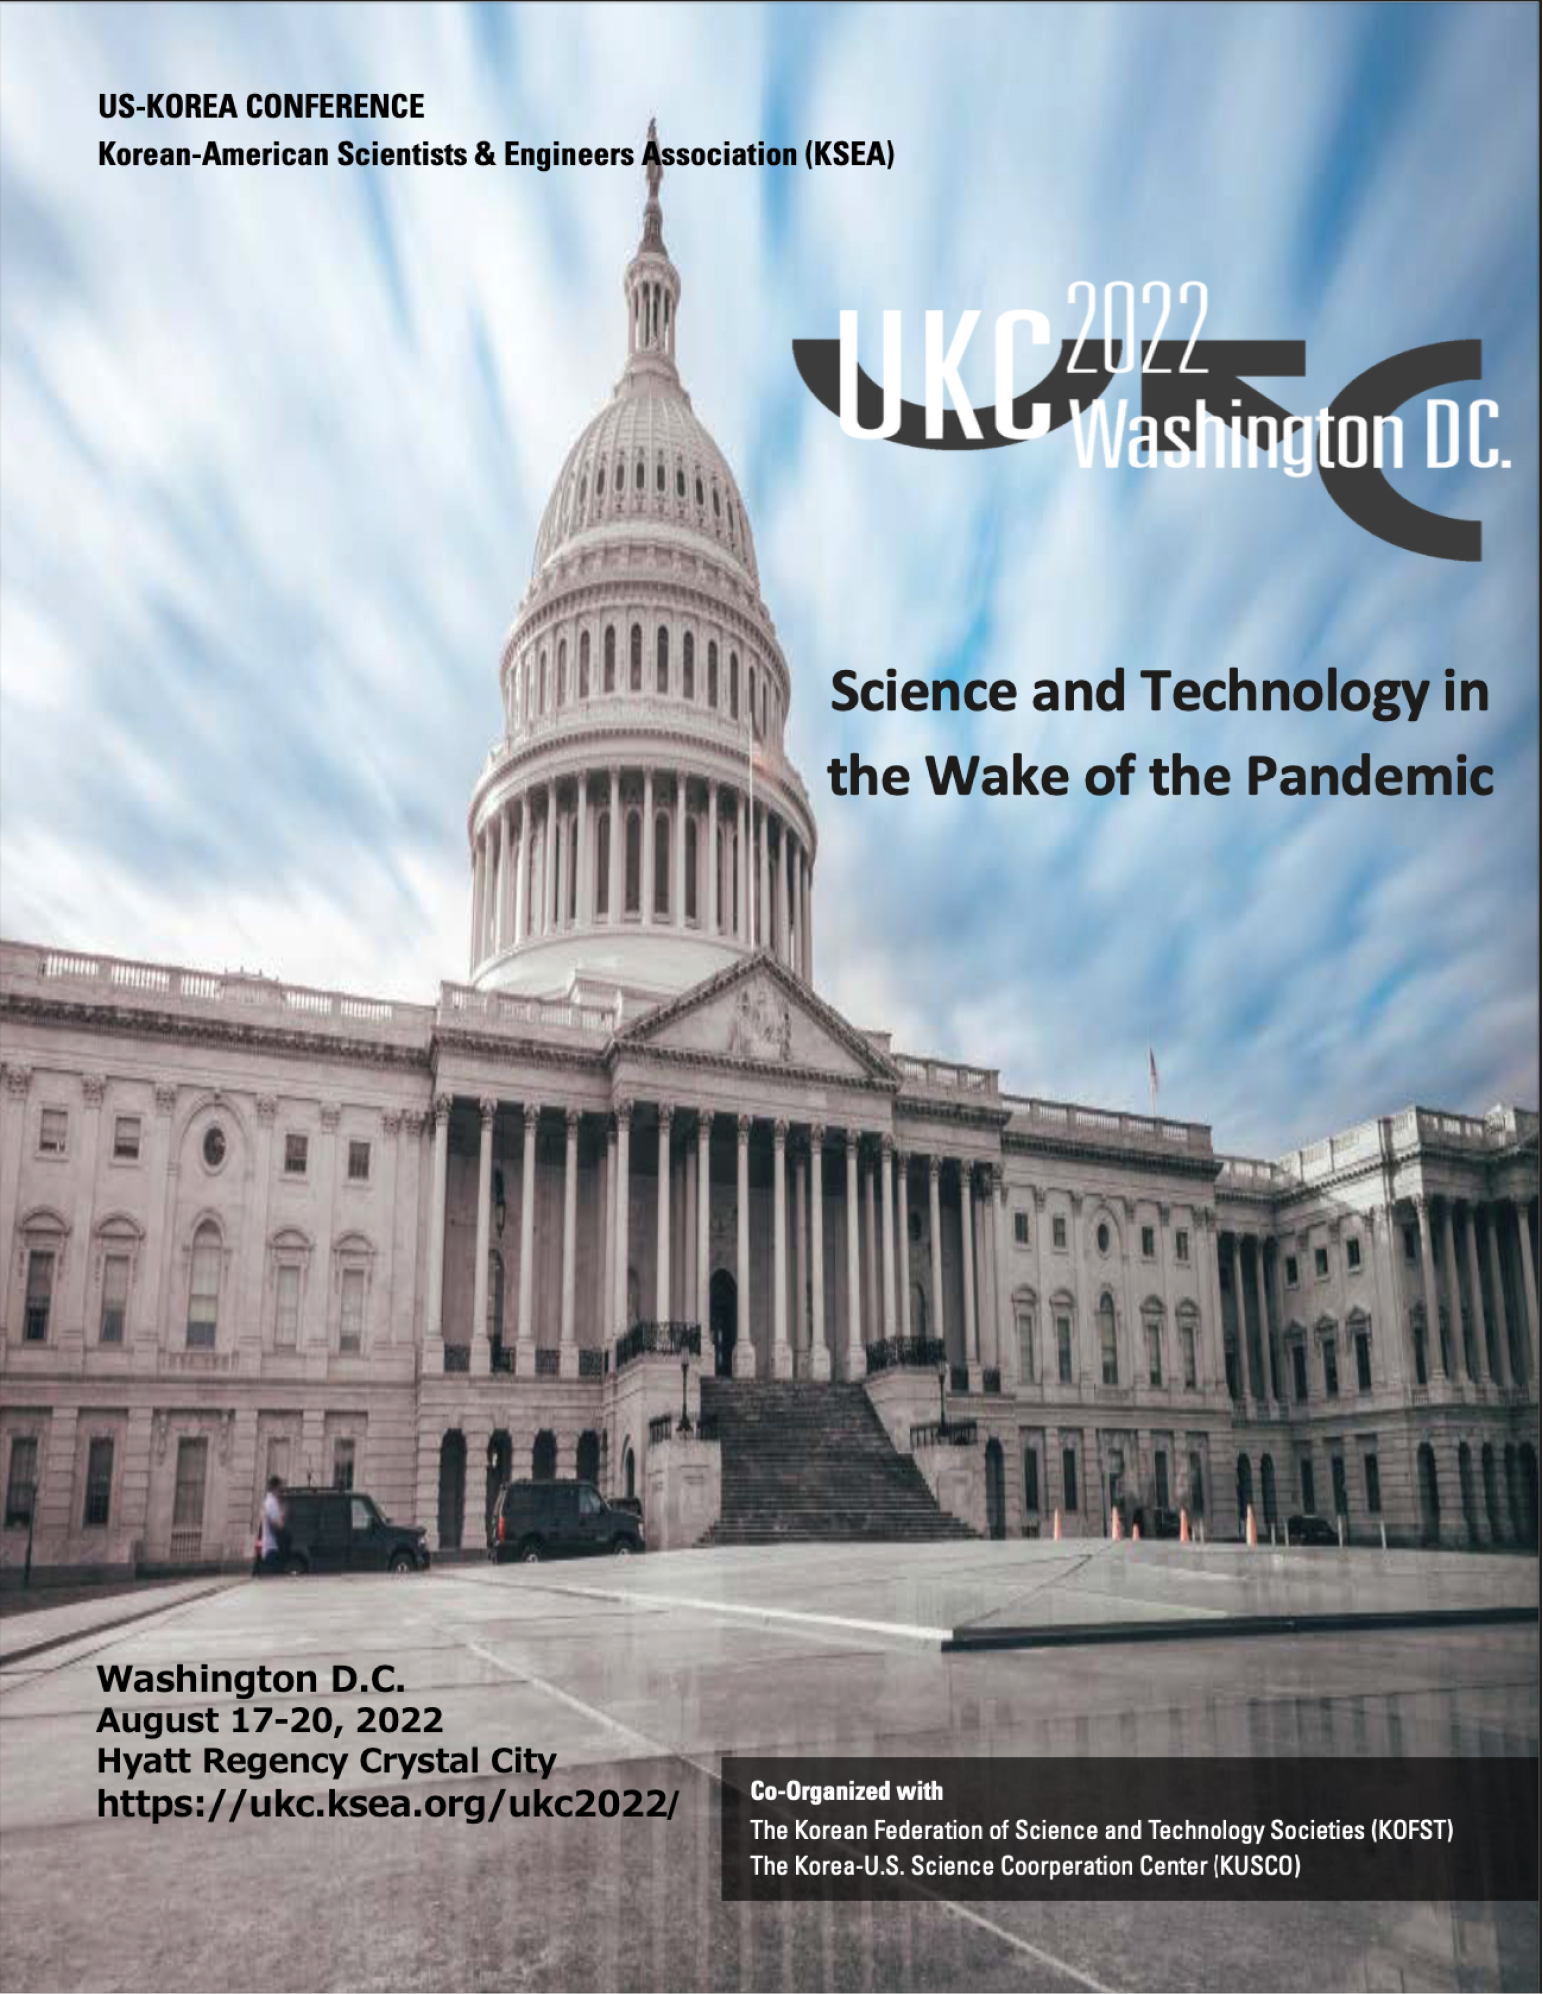 US-KOREA CONFERENCE
Korean-American Scientists & Engineers Association (KSEA)
UKC 2022
Washington DC.
UKC
Science and Technology in
the Wake of the Pandemic
Washington D.C.
August 17-20, 2022
Hyatt Regency Crystal City
https://ukc.ksea.org/ukc2022/
Co-Organized with
The Korean Federation of Science and Technology Societies (KOFST)
The Korea-U.S. Science Coorperation Center (KUSCO)